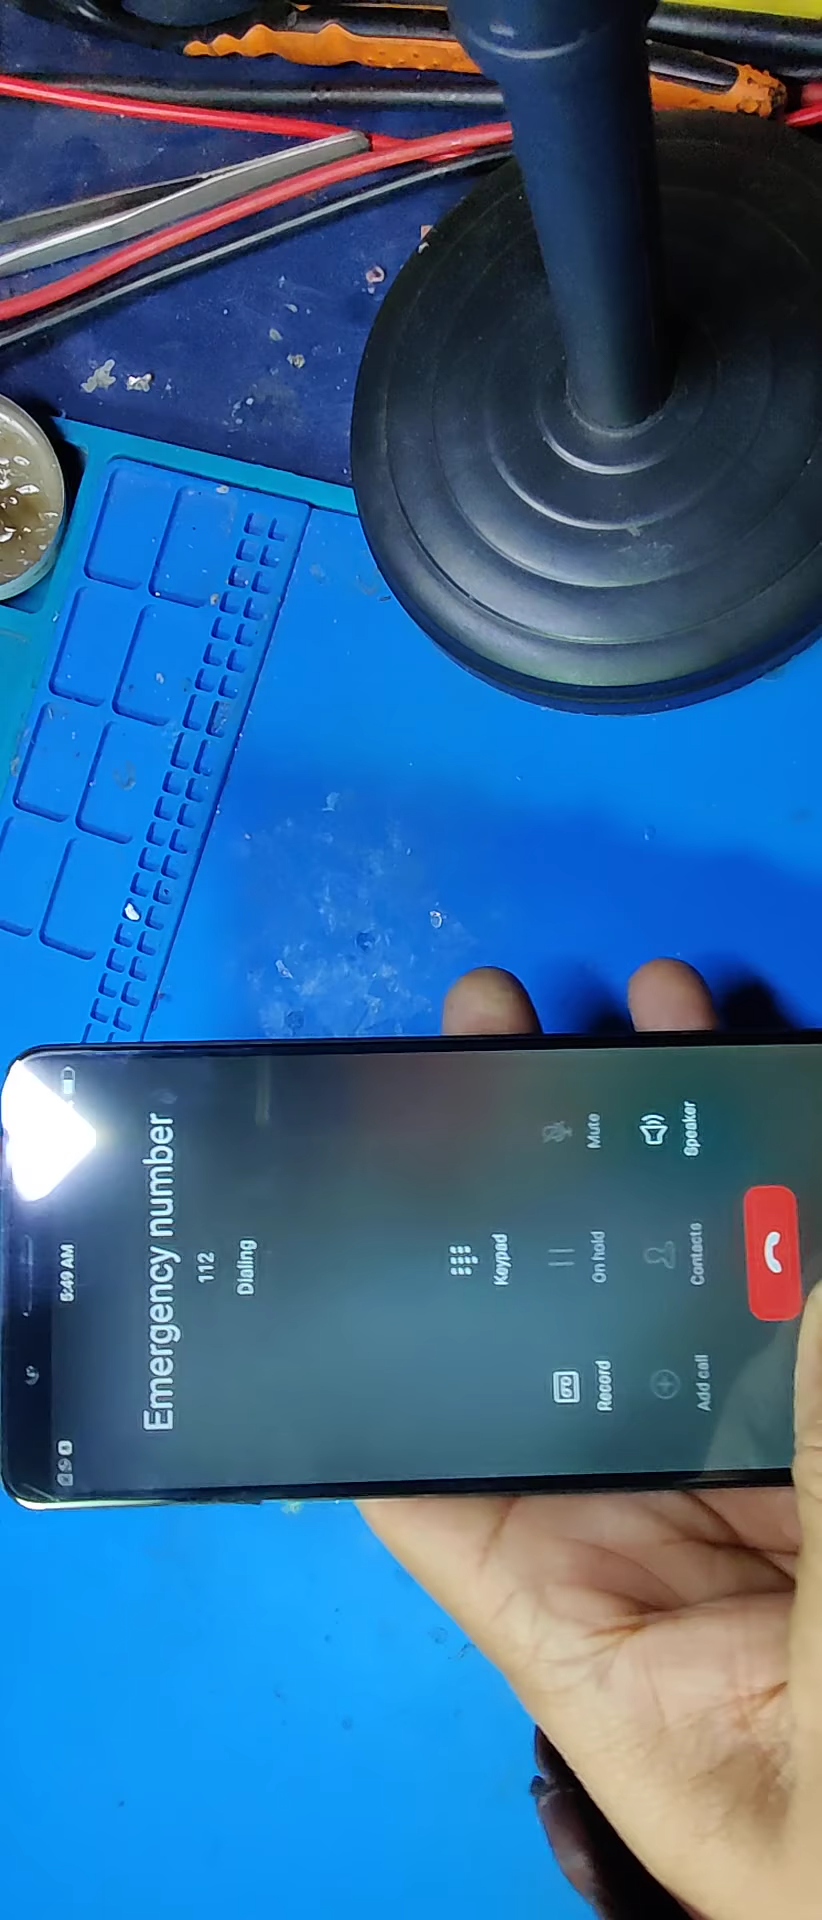 5:49 AM
Emergency number
112
Dialing
Keypad
Record
On hold
Mute
Add call
Contacts
Speaker